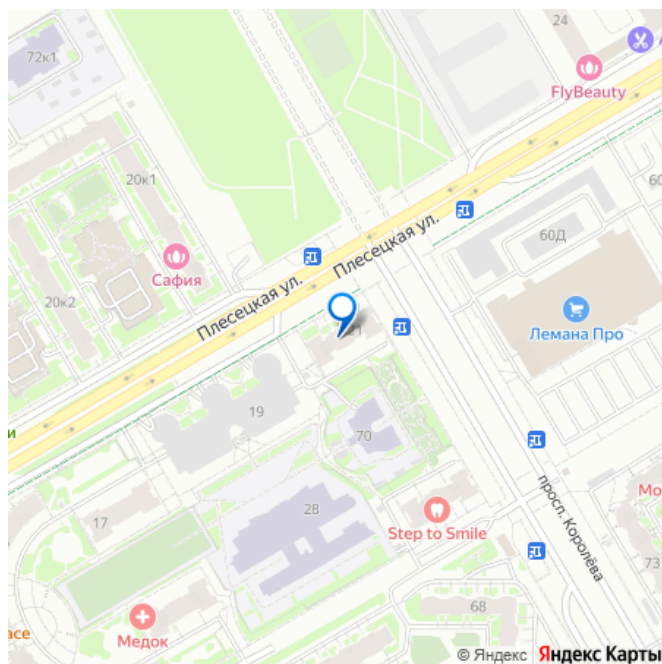 24
72к1
FlyBeauty
20к1
60Д
Плесецкая ул.
Сафия
20к2
Плесецкая ул.
Лемана Про
21
19
и
70
просп. Королёва
28
Step to Smile
17
73
68
Медок
ace
© Яндекс Яндекс Карты